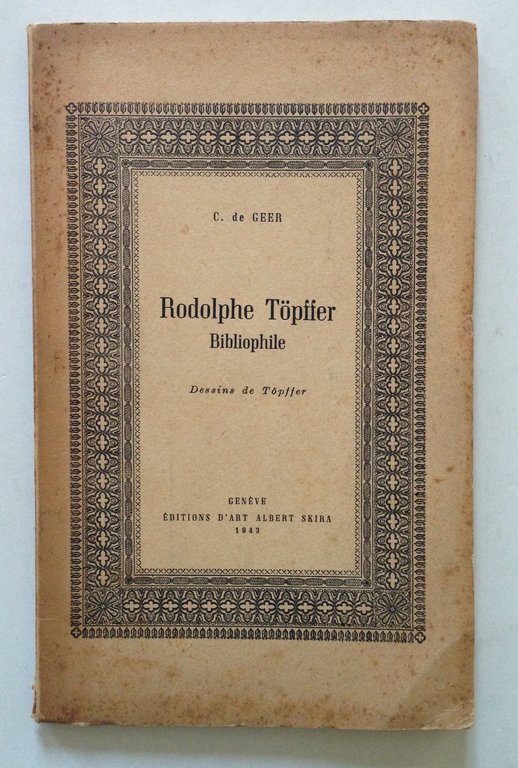 C. de GEER
Rodolphe Töpffer
Bibliophile
Dessins de Töpffer
GENÈVE
ÉDITIONS D'ART ALBERT SKIRA
1943